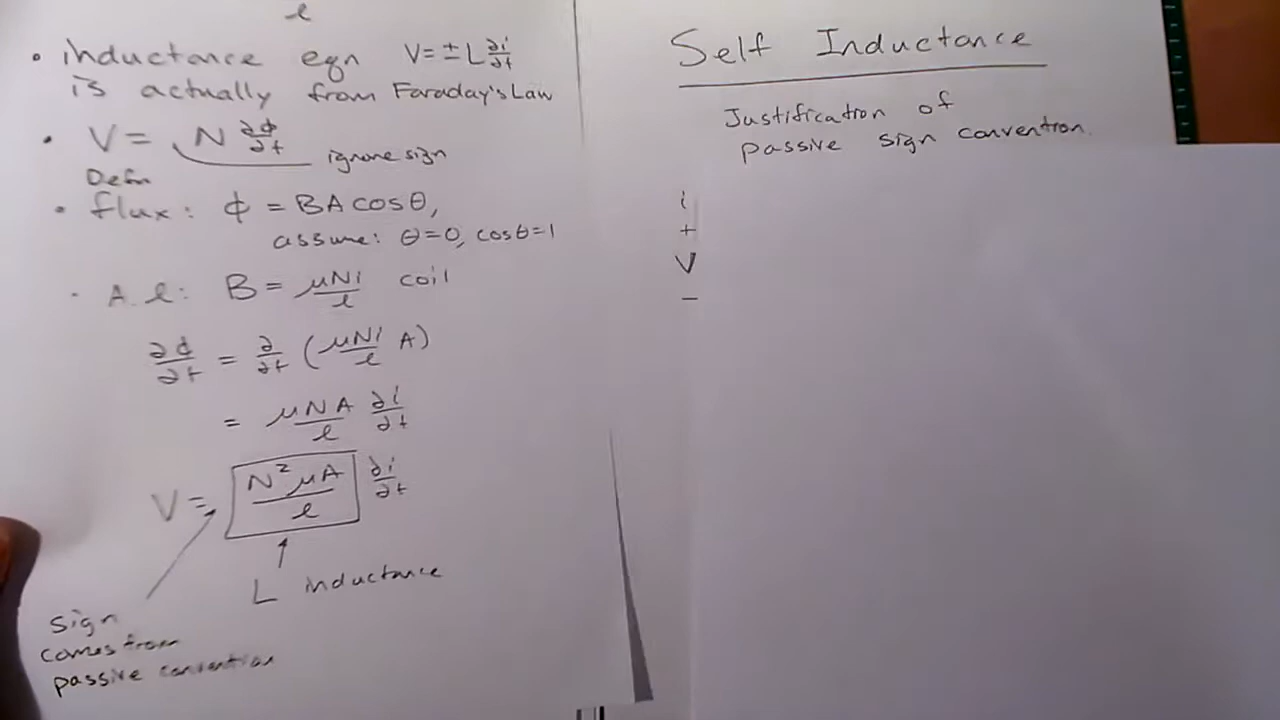 ℓ
• inductance eqn V = ± L ∂i/∂t
is actually from Faraday's Law
• V = N ∂ϕ/∂t ignore sign
Defn
• flux: ϕ = BA cosθ,
assume: θ=0, cosθ=1
• A.ℓ: B = μNi/ℓ coil
∂ϕ/∂t = ∂/∂t (μNi/ℓ A)
= μNA/ℓ ∂i/∂t
V = N²μA/ℓ ∂i/∂t
L inductance
sign
comes from
passive convention
Self Inductance
Justification of
passive sign convention.
i
+
V
−